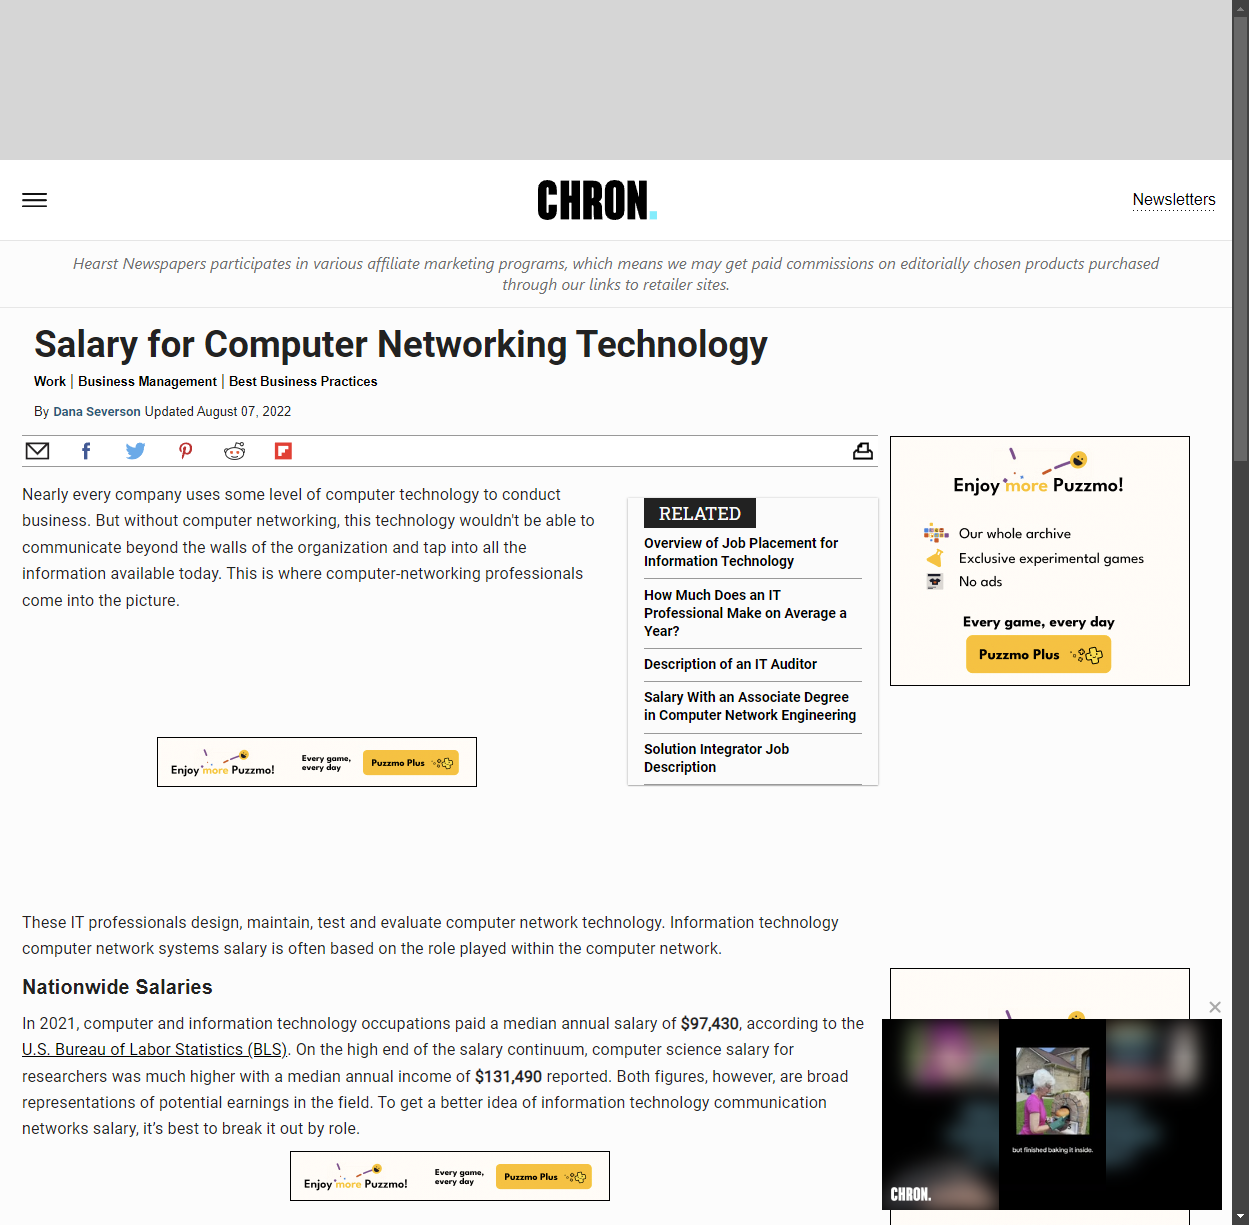 CHRON.
Newsletters
Hearst Newspapers participates in various affiliate marketing programs, which means we may get paid commissions on editorially chosen products purchased
through our links to retailer sites.
Salary for Computer Networking Technology
Work | Business Management | Best Business Practices
By Dana Severson Updated August 07, 2022
Nearly every company uses some level of computer technology to conduct
business. But without computer networking, this technology wouldn't be able to
communicate beyond the walls of the organization and tap into all the
information available today. This is where computer-networking professionals
come into the picture.
RELATED
Overview of Job Placement for
Information Technology
How Much Does an IT
Professional Make on Average a
Year?
Description of an IT Auditor
Salary With an Associate Degree
in Computer Network Engineering
Solution Integrator Job
Description
Enjoy more Puzzmo!
Our whole archive
Exclusive experimental games
No ads
Every game, every day
Puzzmo Plus
Enjoy more Puzzmo!
Every game,
every day
Puzzmo Plus
These IT professionals design, maintain, test and evaluate computer network technology. Information technology
computer network systems salary is often based on the role played within the computer network.
Nationwide Salaries
In 2021, computer and information technology occupations paid a median annual salary of $97,430, according to the
U.S. Bureau of Labor Statistics (BLS). On the high end of the salary continuum, computer science salary for
researchers was much higher with a median annual income of $131,490 reported. Both figures, however, are broad
representations of potential earnings in the field. To get a better idea of information technology communication
networks salary, it’s best to break it out by role.
Enjoy more Puzzmo!
Every game,
every day
Puzzmo Plus
but finished baking it inside.
CHRON.